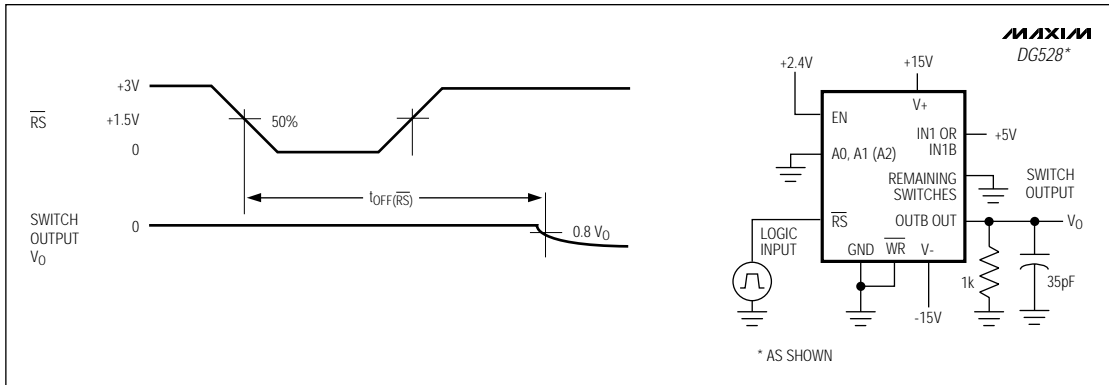 MAXIM
DG528*
+3V
RS
+1.5V
0
50%
tOFF(RS)
SWITCH
OUTPUT
VO
0
0.8 VO
+2.4V
+15V
V+
EN
IN1 OR
IN1B
+5V
A0, A1 (A2)
REMAINING
SWITCHES
SWITCH
OUTPUT
RS
OUTB OUT
VO
LOGIC
INPUT
GND
WR
V-
1k
35pF
-15V
* AS SHOWN